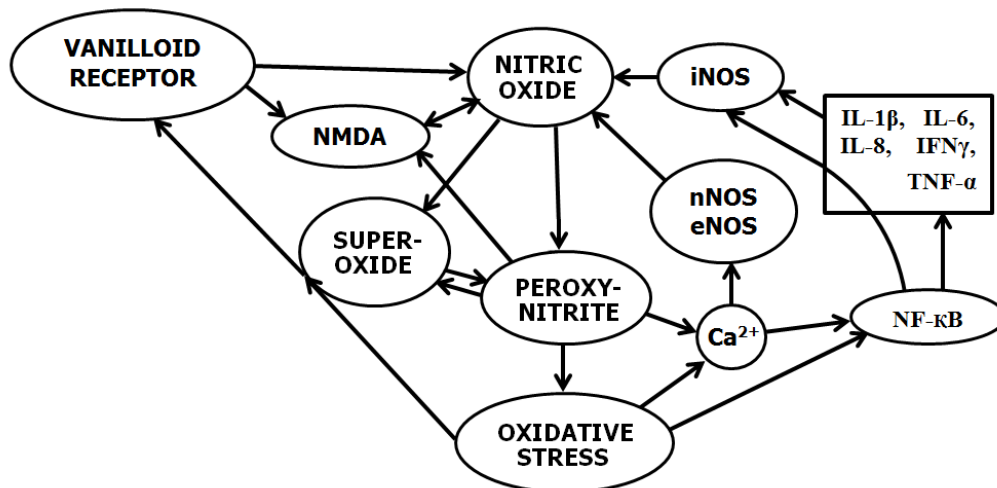 VANILLOID
RECEPTOR
NITRIC
OXIDE
iNOS
IL-1β, IL-6,
IL-8, IFNγ,
TNF-α
NMDA
nNOS
eNOS
SUPER-
OXIDE
PEROXY-
NITRITE
Ca²⁺
NF-κB
OXIDATIVE
STRESS